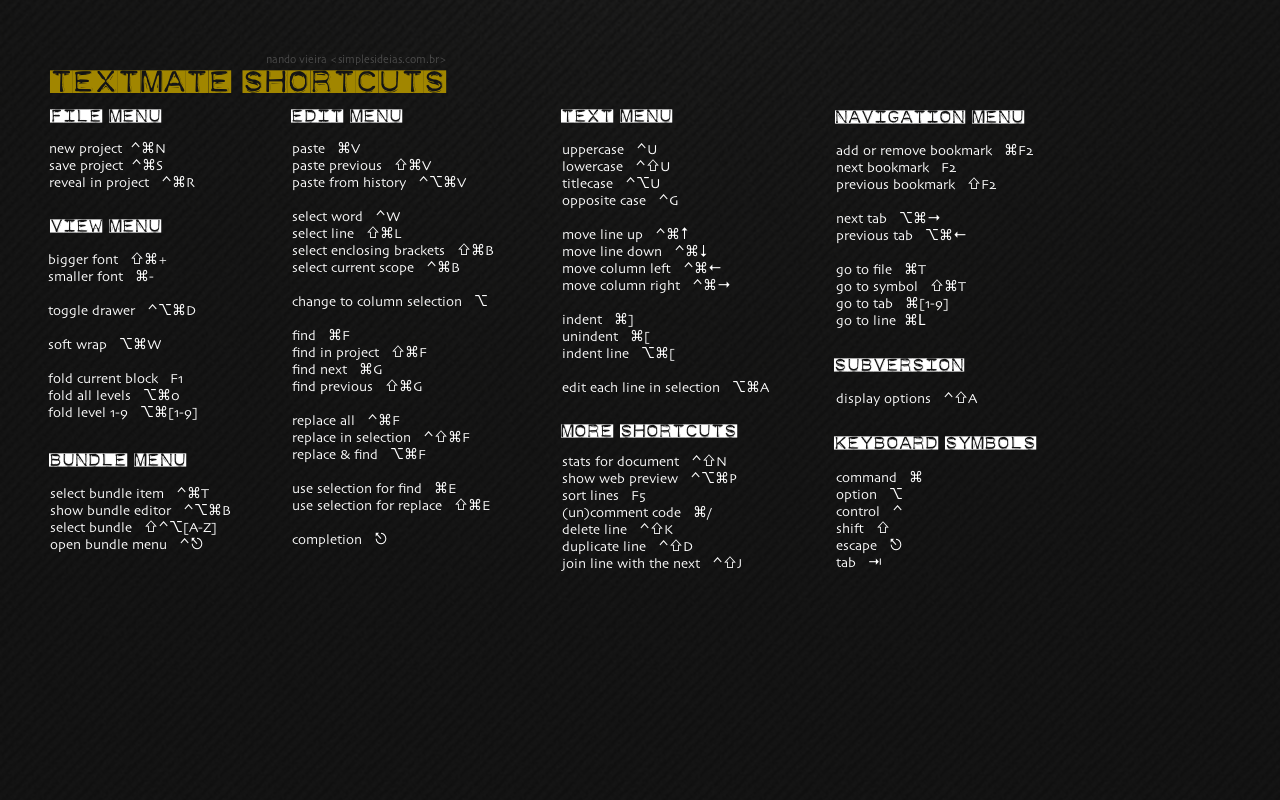 nando vieira <simplesideias.com.br>
TEXTMATE SHORTCUTS
FILE MENU
new project ^⌘N
save project ^⌘S
reveal in project ^⌘R
VIEW MENU
bigger font ⇧⌘+
smaller font ⌘-
toggle drawer ^⌥⌘D
soft wrap ⌥⌘W
fold current block F1
fold all levels ⌥⌘0
fold level 1-9 ⌥⌘[1-9]
BUNDLE MENU
select bundle item ^⌘T
show bundle editor ^⌥⌘B
select bundle ⇧^⌥[A-Z]
open bundle menu ^⎋
EDIT MENU
paste ⌘V
paste previous ⇧⌘V
paste from history ^⌥⌘V
select word ^W
select line ⇧⌘L
select enclosing brackets ⇧⌘B
select current scope ^⌘B
change to column selection ⌥
find ⌘F
find in project ⇧⌘F
find next ⌘G
find previous ⇧⌘G
replace all ^⌘F
replace in selection ^⇧⌘F
replace & find ⌥⌘F
use selection for find ⌘E
use selection for replace ⇧⌘E
completion ⎋
TEXT MENU
uppercase ^U
lowercase ^⇧U
titlecase ^⌥U
opposite case ^G
move line up ^⌘↑
move line down ^⌘↓
move column left ^⌘←
move column right ^⌘→
indent ⌘]
unindent ⌘[
indent line ⌥⌘[
edit each line in selection ⌥⌘A
MORE SHORTCUTS
stats for document ^⇧N
show web preview ^⌥⌘P
sort lines F5
(un)comment code ⌘/
delete line ^⇧K
duplicate line ^⇧D
join line with the next ^⇧J
NAVIGATION MENU
add or remove bookmark ⌘F2
next bookmark F2
previous bookmark ⇧F2
next tab ⌥⌘→
previous tab ⌥⌘←
go to file ⌘T
go to symbol ⇧⌘T
go to tab ⌘[1-9]
go to line ⌘L
SUBVERSION
display options ^⇧A
KEYBOARD SYMBOLS
command ⌘
option ⌥
control ^
shift ⇧
escape ⎋
tab ⇥